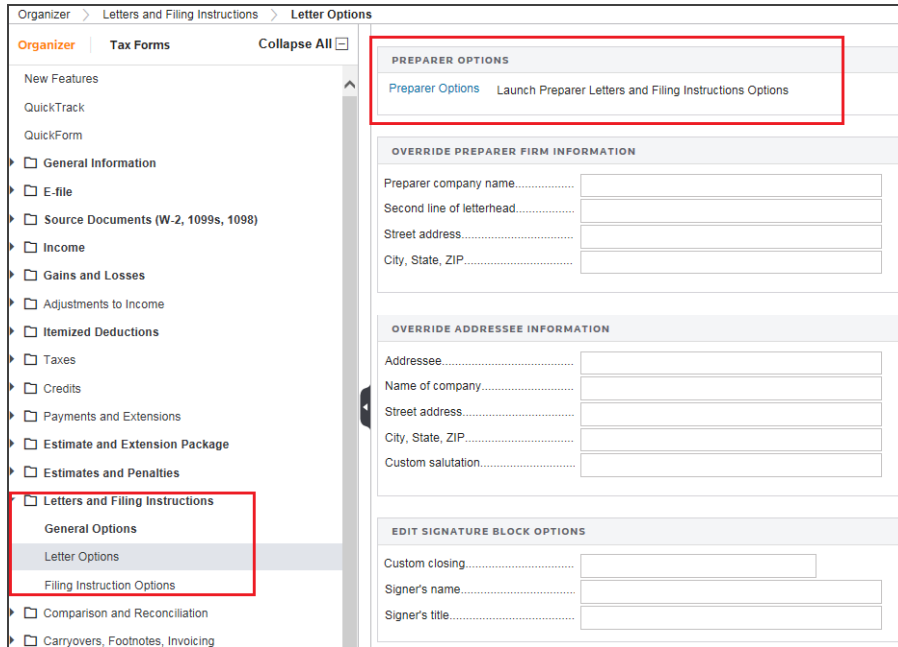 Organizer > Letters and Filing Instructions > Letter Options
Organizer Tax Forms Collapse All
New Features
QuickTrack
QuickForm
General Information
E-file
Source Documents (W-2, 1099s, 1098)
Income
Gains and Losses
Adjustments to Income
Itemized Deductions
Taxes
Credits
Payments and Extensions
Estimate and Extension Package
Estimates and Penalties
Letters and Filing Instructions
General Options
Letter Options
Filing Instruction Options
Comparison and Reconciliation
Carryovers, Footnotes, Invoicing
PREPARER OPTIONS
Preparer Options Launch Preparer Letters and Filing Instructions Options
OVERRIDE PREPARER FIRM INFORMATION
Preparer company name..................
Second line of letterhead..................
Street address..................
City, State, ZIP..................
OVERRIDE ADDRESSEE INFORMATION
Addressee..................
Name of company..................
Street address..................
City, State, ZIP..................
Custom salutation..................
EDIT SIGNATURE BLOCK OPTIONS
Custom closing..................
Signer's name..................
Signer's title..................